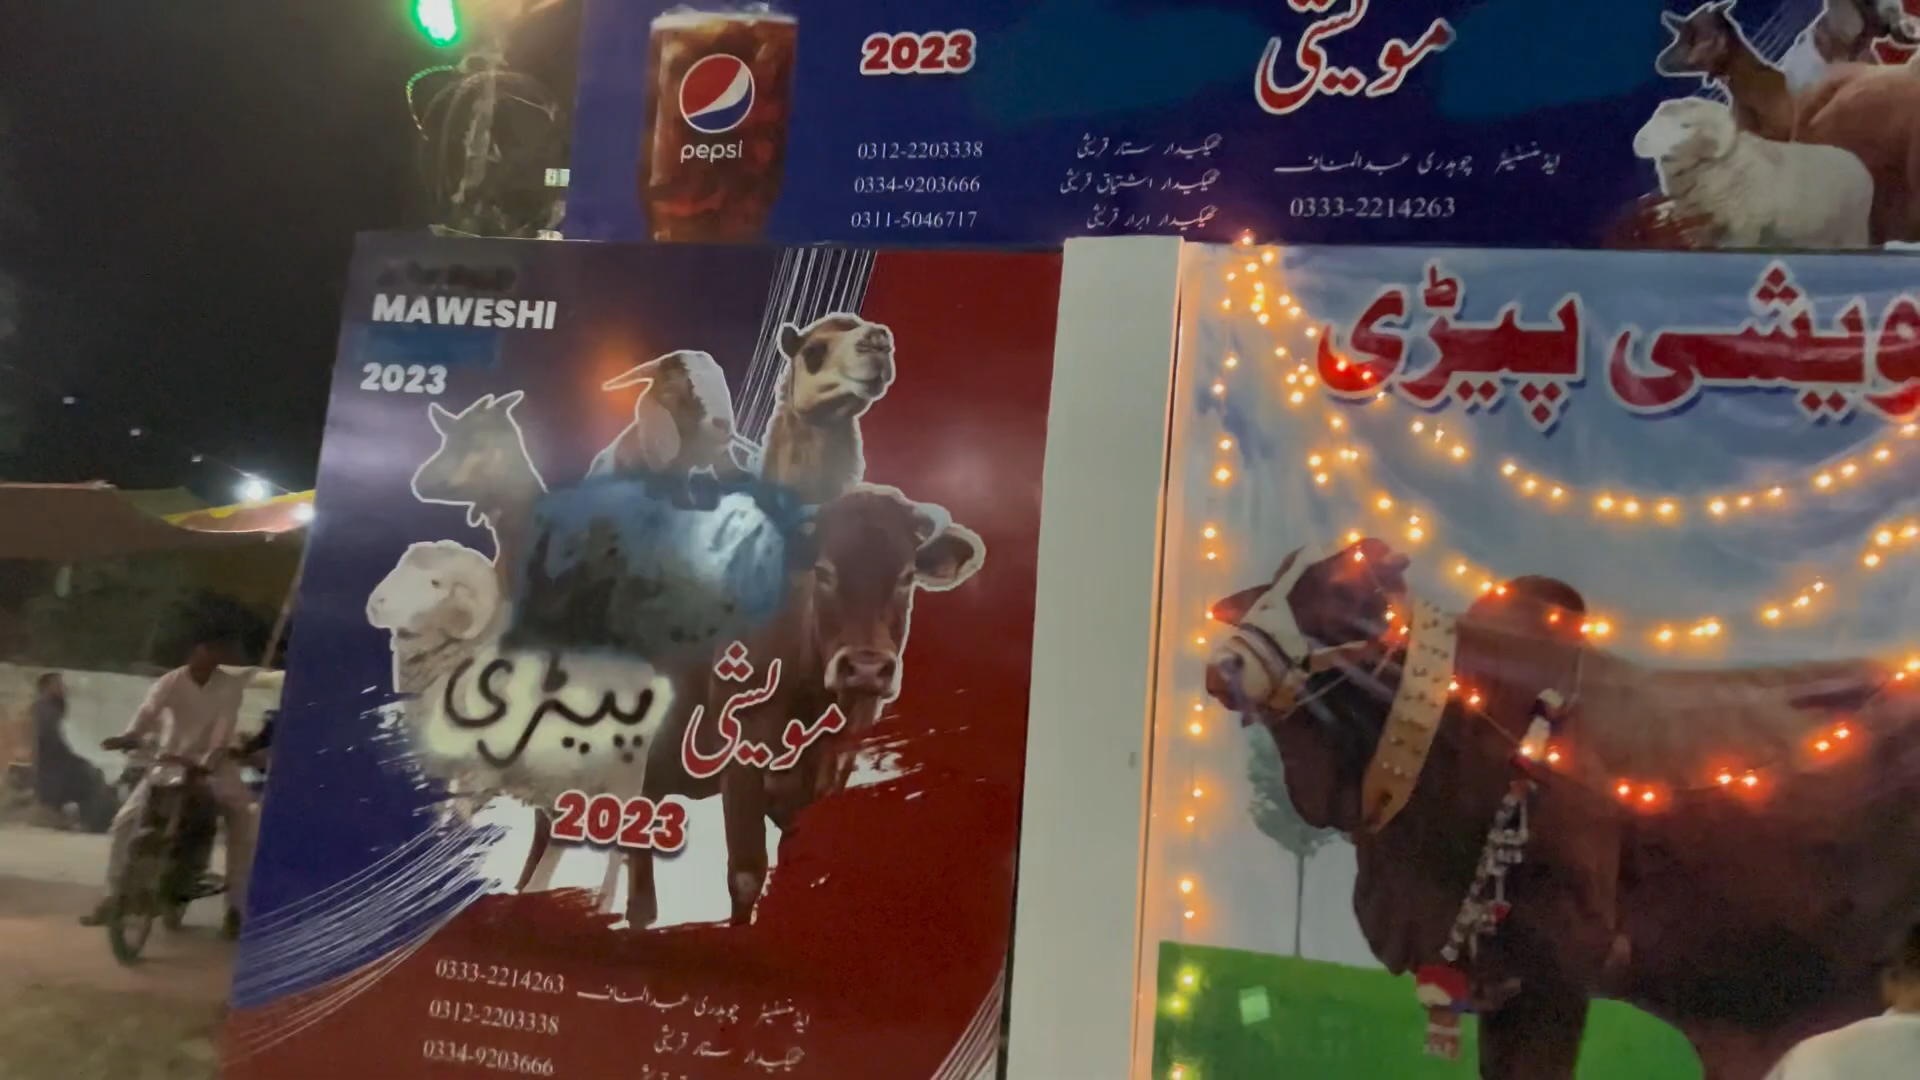 pepsi
2023
مویشی
0312-2203338 ٹھیکیدار ستار قریشی
0334-9203666 ٹھیکیدار اشتیاق قریشی
0311-5046717 ٹھیکیدار ابرار قریشی
ایڈمنسٹیٹر چوہدری عبدالمناف
0333-2214263
MAWESHI
2023
مویشی پیڑی
2023
0333-2214263 ایڈمنسٹیٹر چوہدری عبدالمناف
0312-2203338 ٹھیکیدار ستار قریشی
0334-9203666
ویشی پیڑی